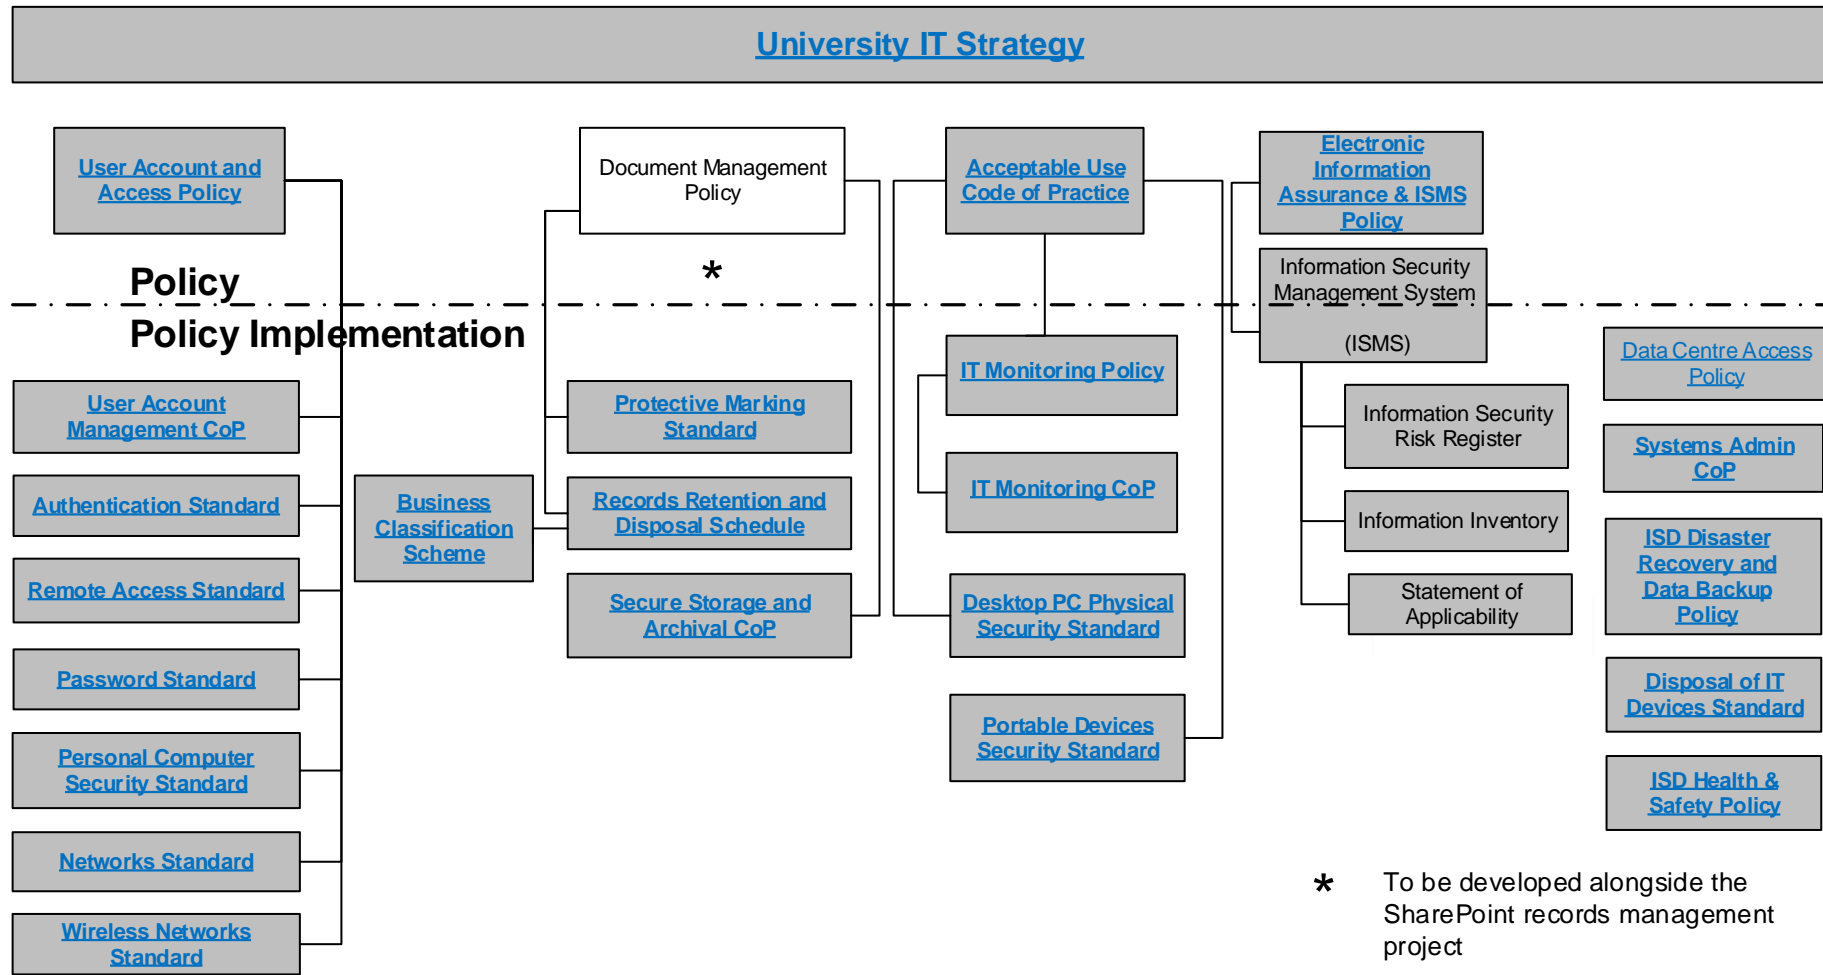 University IT Strategy
User Account and
Access Policy
Document Management
Policy
Acceptable Use
Code of Practice
Electronic
Information
Assurance & ISMS
Policy
*
Policy
Policy Implementation
Information Security
Management System
(ISMS)
User Account
Management CoP
Authentication Standard
Remote Access Standard
Password Standard
Personal Computer
Security Standard
Networks Standard
Wireless Networks
Standard
Business
Classification
Scheme
Protective Marking
Standard
Records Retention and
Disposal Schedule
Secure Storage and
Archival CoP
IT Monitoring Policy
IT Monitoring CoP
Desktop PC Physical
Security Standard
Portable Devices
Security Standard
Information Security
Risk Register
Information Inventory
Statement of
Applicability
Data Centre Access
Policy
Systems Admin
CoP
ISD Disaster
Recovery and
Data Backup
Policy
Disposal of IT
Devices Standard
ISD Health &
Safety Policy
* To be developed alongside the
SharePoint records management
project